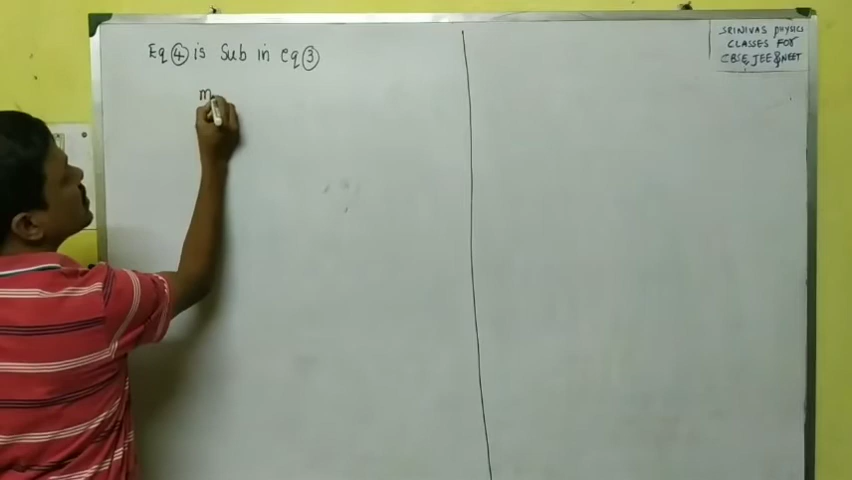 Eq ④ is Sub in eq ③
m
SRINIVAS PHYSICS
CLASSES FOR
CBSE, JEE & NEET